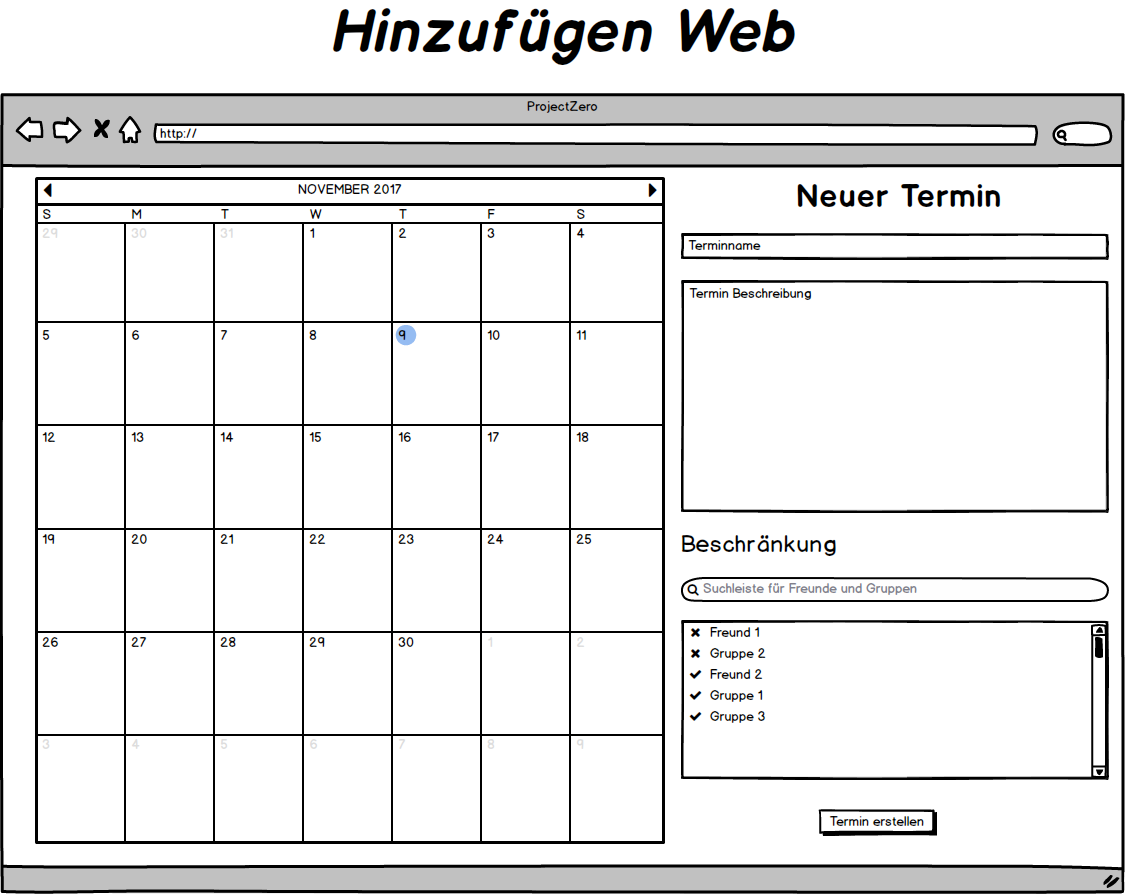 Hinzufügen Web
ProjectZero
http://
NOVEMBER 2017
S M T W T F S
29 30 31 1 2 3 4
5 6 7 8 9 10 11
12 13 14 15 16 17 18
19 20 21 22 23 24 25
26 27 28 29 30 1 2
3 4 5 6 7 8 9
Neuer Termin
Terminname
Termin Beschreibung
Beschränkung
Suchleiste für Freunde und Gruppen
Freund 1
Gruppe 2
Freund 2
Gruppe 1
Gruppe 3
Termin erstellen